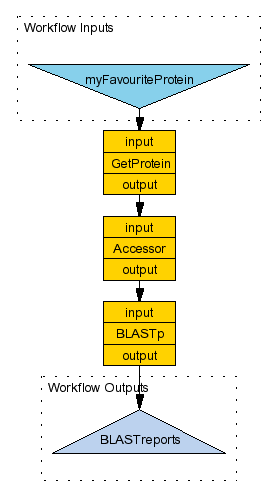 Workflow Inputs
myFavouriteProtein
input
GetProtein
output
input
Accessor
output
input
BLASTp
output
Workflow Outputs
BLASTreports